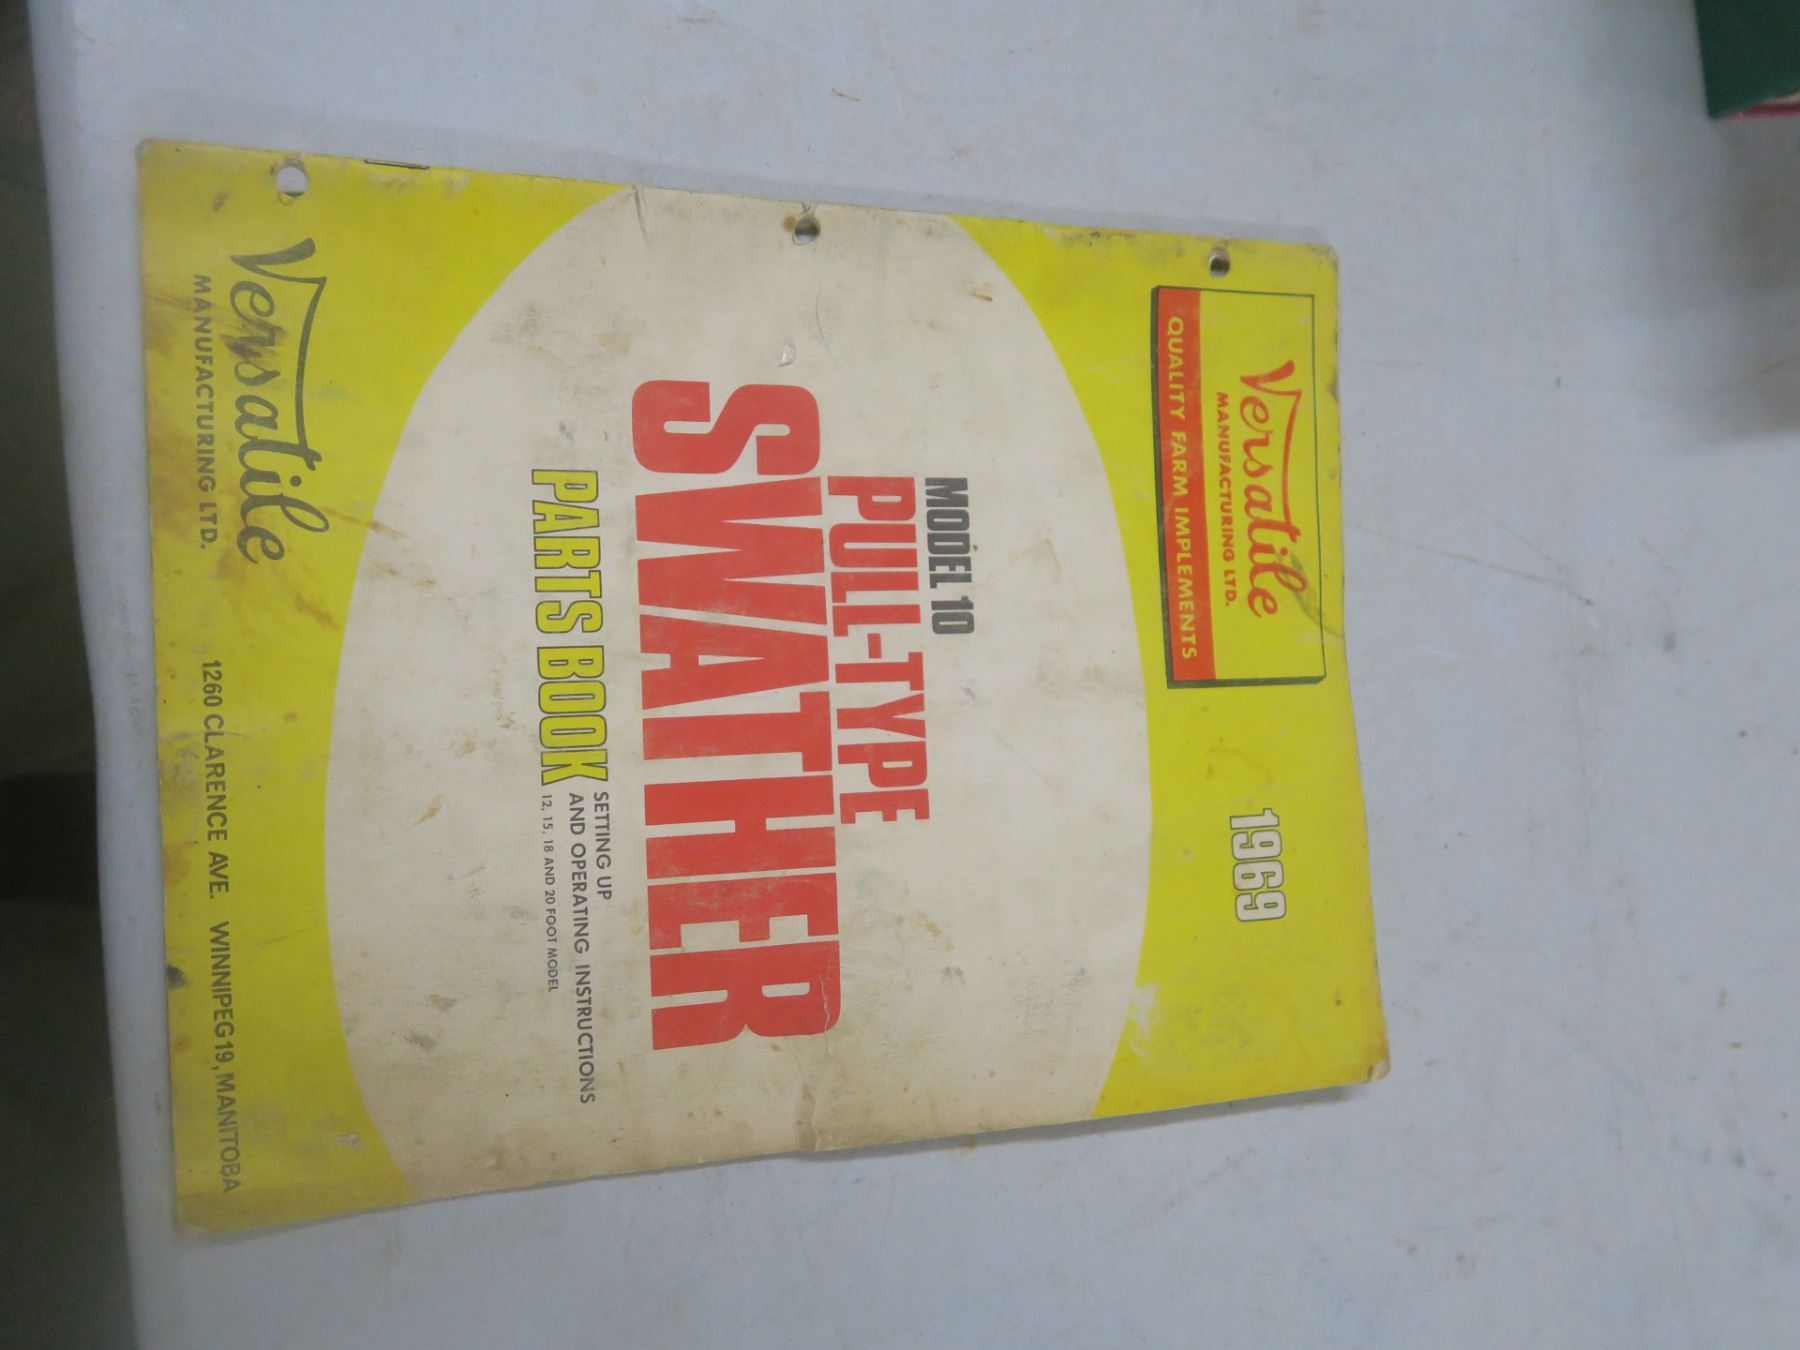 Versatile
MANUFACTURING LTD.
QUALITY FARM IMPLEMENTS
1969
MODEL 10
PULL-TYPE
SWATHER
PARTS BOOK
SETTING UP
AND OPERATING INSTRUCTIONS
12, 15, 18 AND 20 FOOT MODEL
Versatile
MANUFACTURING LTD.
1260 CLARENCE AVE. WINNIPEG 19, MANITOBA